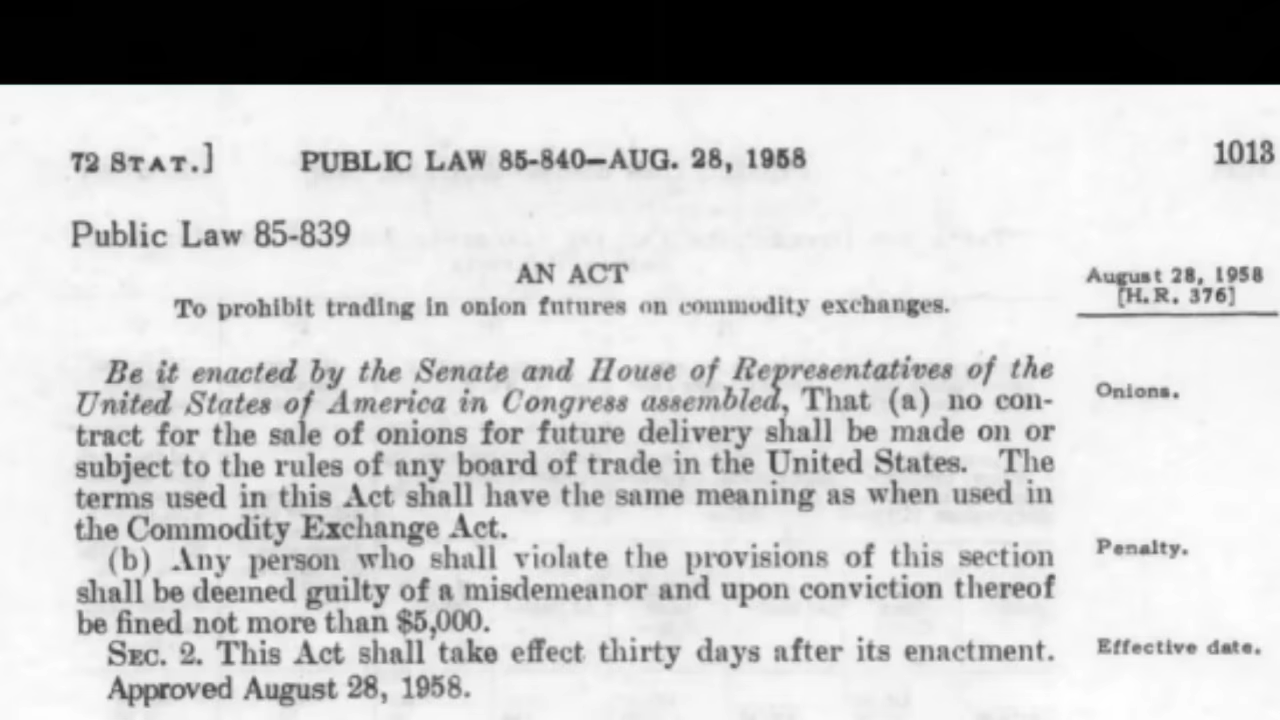 72 STAT.] PUBLIC LAW 85-840—AUG. 28, 1958 1013
Public Law 85-839
AN ACT
August 28, 1958
[H. R. 376]
To prohibit trading in onion futures on commodity exchanges.
Be it enacted by the Senate and House of Representatives of the
United States of America in Congress assembled, That (a) no con-
Onions.
tract for the sale of onions for future delivery shall be made on or
subject to the rules of any board of trade in the United States. The
terms used in this Act shall have the same meaning as when used in
the Commodity Exchange Act.
(b) Any person who shall violate the provisions of this section
Penalty.
shall be deemed guilty of a misdemeanor and upon conviction thereof
be fined not more than $5,000.
SEC. 2. This Act shall take effect thirty days after its enactment.
Effective date.
Approved August 28, 1958.